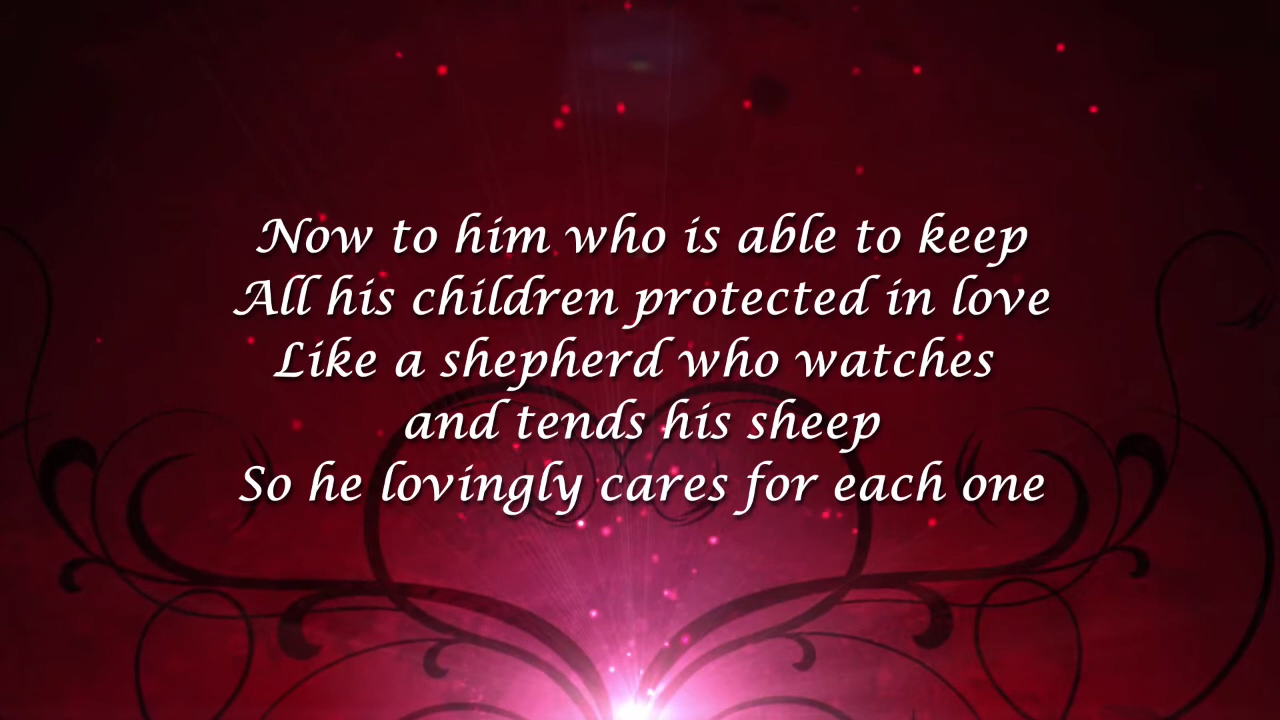 Now to him who is able to keep
All his children protected in love
Like a shepherd who watches
and tends his sheep
So he lovingly cares for each one